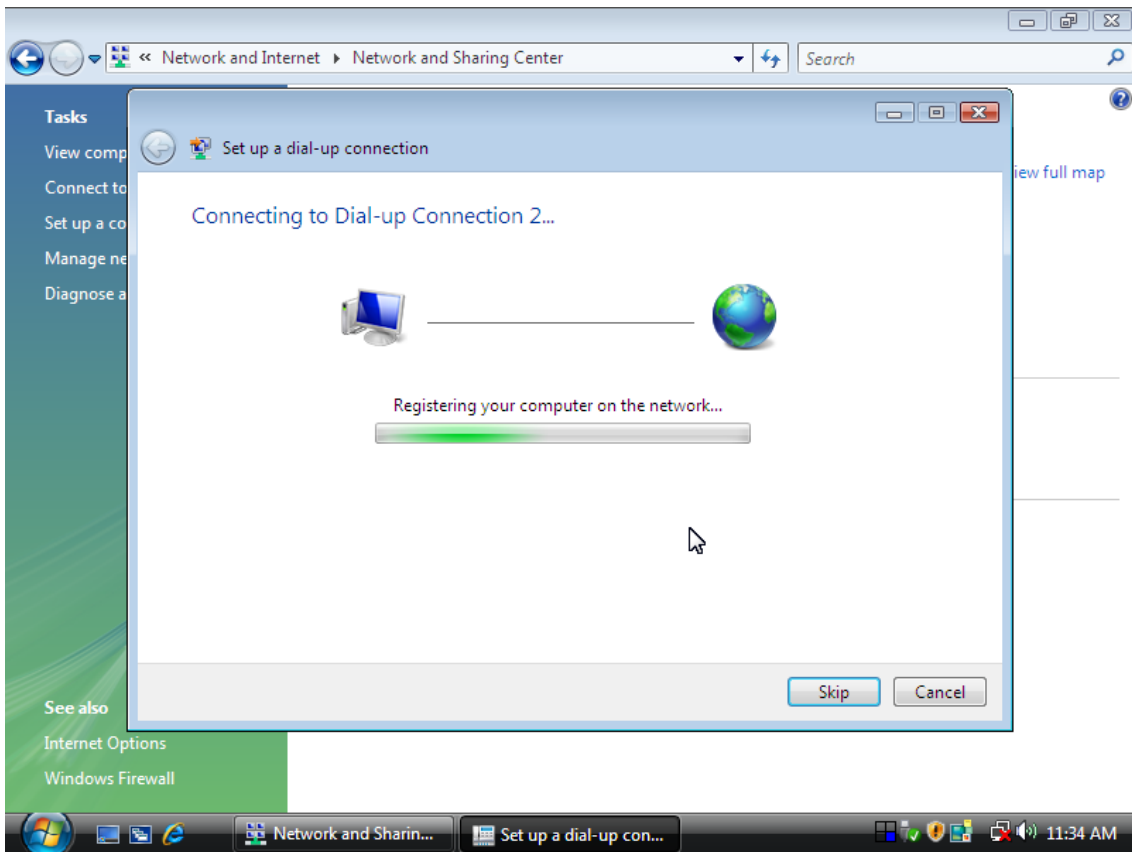 « Network and Internet ▸ Network and Sharing Center
Search
Tasks
View comp
Connect to
Set up a co
Manage ne
Diagnose a
iew full map
Set up a dial-up connection
Connecting to Dial-up Connection 2...
Registering your computer on the network...
Skip
Cancel
See also
Internet Options
Windows Firewall
Network and Sharin...
Set up a dial-up con...
11:34 AM